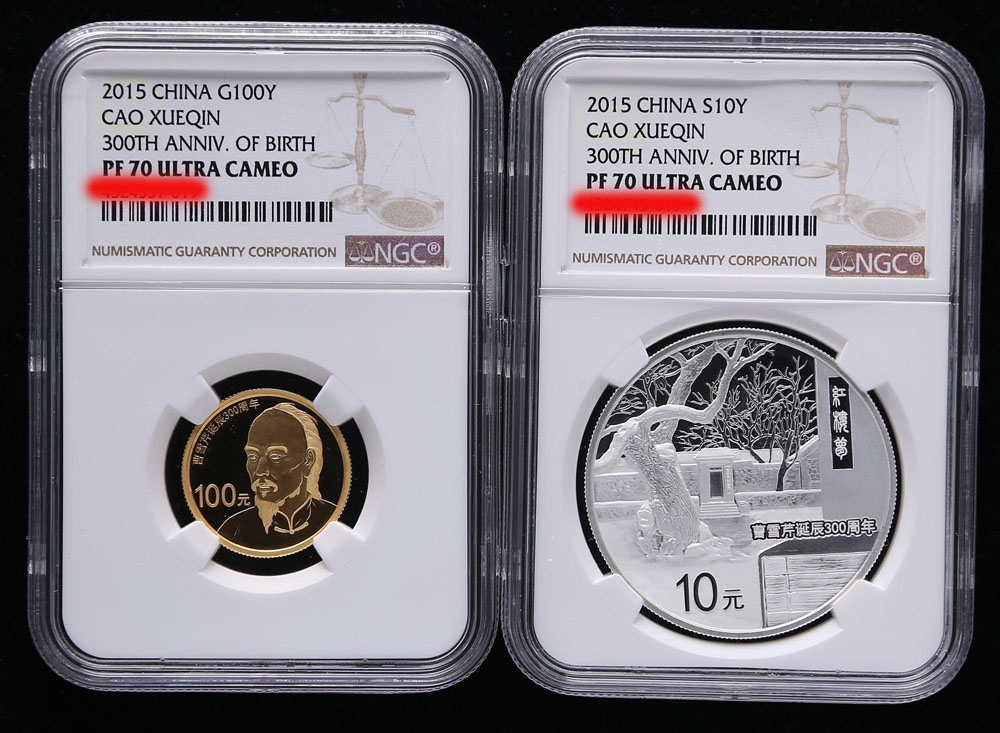 2015 CHINA G100Y
CAO XUEQIN
300TH ANNIV. OF BIRTH
PF 70 ULTRA CAMEO
NUMISMATIC GUARANTY CORPORATION
NGC®
曹雪芹诞辰300周年
100元
2015 CHINA S10Y
CAO XUEQIN
300TH ANNIV. OF BIRTH
PF 70 ULTRA CAMEO
NUMISMATIC GUARANTY CORPORATION
NGC®
紅樓夢
曹雪芹诞辰300周年
10元